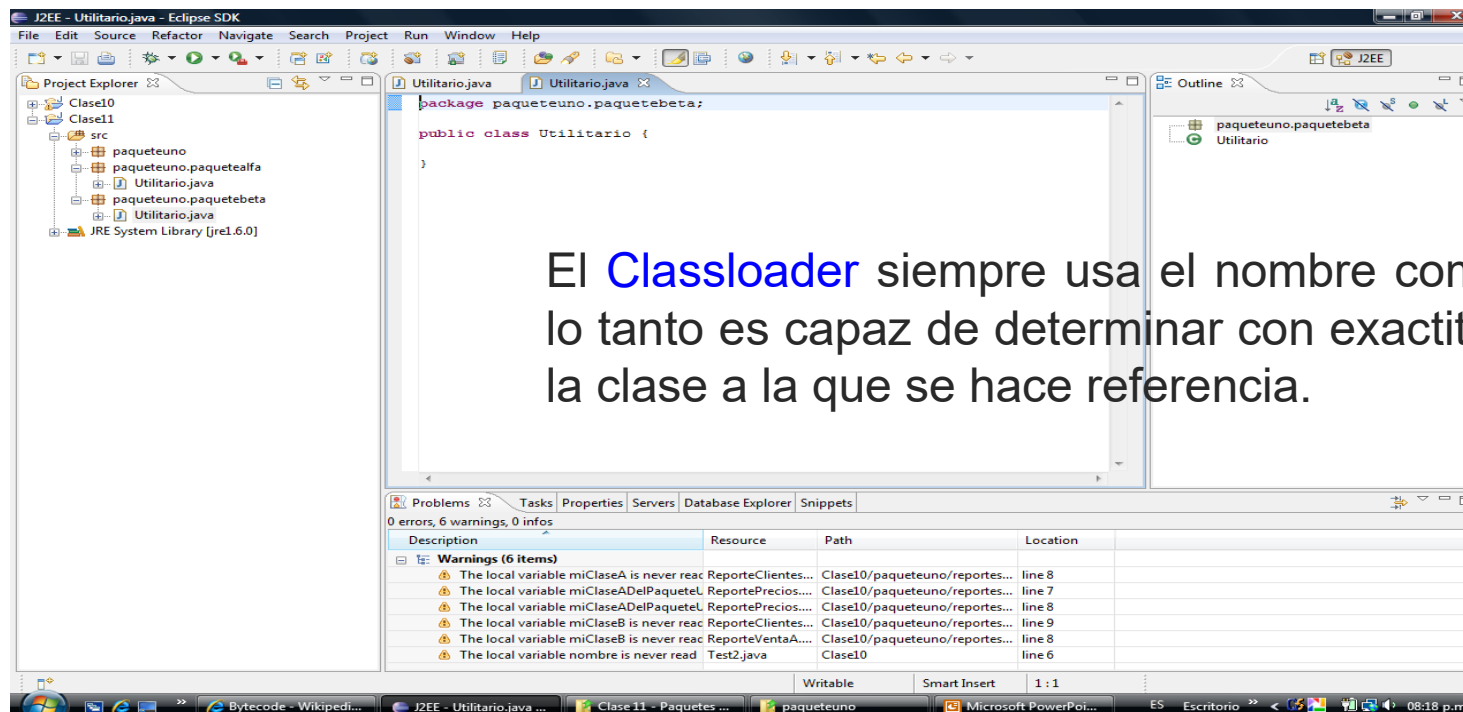 J2EE - Utilitario.java - Eclipse SDK
File Edit Source Refactor Navigate Search Project Run Window Help
J2EE
Project Explorer
Clase10
Clase11
src
paqueteuno
paqueteuno.paquetealfa
Utilitario.java
paqueteuno.paquetebeta
Utilitario.java
JRE System Library [jre1.6.0]
Utilitario.java Utilitario.java
package paqueteuno.paquetebeta;
public class Utilitario {
}
Outline
paqueteuno.paquetebeta
Utilitario
El Classloader siempre usa el nombre com
lo tanto es capaz de determinar con exactit
la clase a la que se hace referencia.
Problems Tasks Properties Servers Database Explorer Snippets
0 errors, 6 warnings, 0 infos
Description Resource Path Location
Warnings (6 items)
The local variable miClaseA is never reac ReporteClientes... Clase10/paqueteuno/reportes... line 8
The local variable miClaseADelPaqueteU ReportePrecios.... Clase10/paqueteuno/reportes... line 7
The local variable miClaseADelPaqueteU ReportePrecios.... Clase10/paqueteuno/reportes... line 8
The local variable miClaseB is never reac ReporteClientes... Clase10/paqueteuno/reportes... line 9
The local variable miClaseB is never reac ReporteVentaA.... Clase10/paqueteuno/reportes... line 8
The local variable nombre is never read Test2.java Clase10 line 6
Writable Smart Insert 1 : 1
Bytecode - Wikipedi... J2EE - Utilitario.java ... Clase 11 - Paquetes ... paqueteuno Microsoft PowerPoi... ES Escritorio » 08:18 p.m